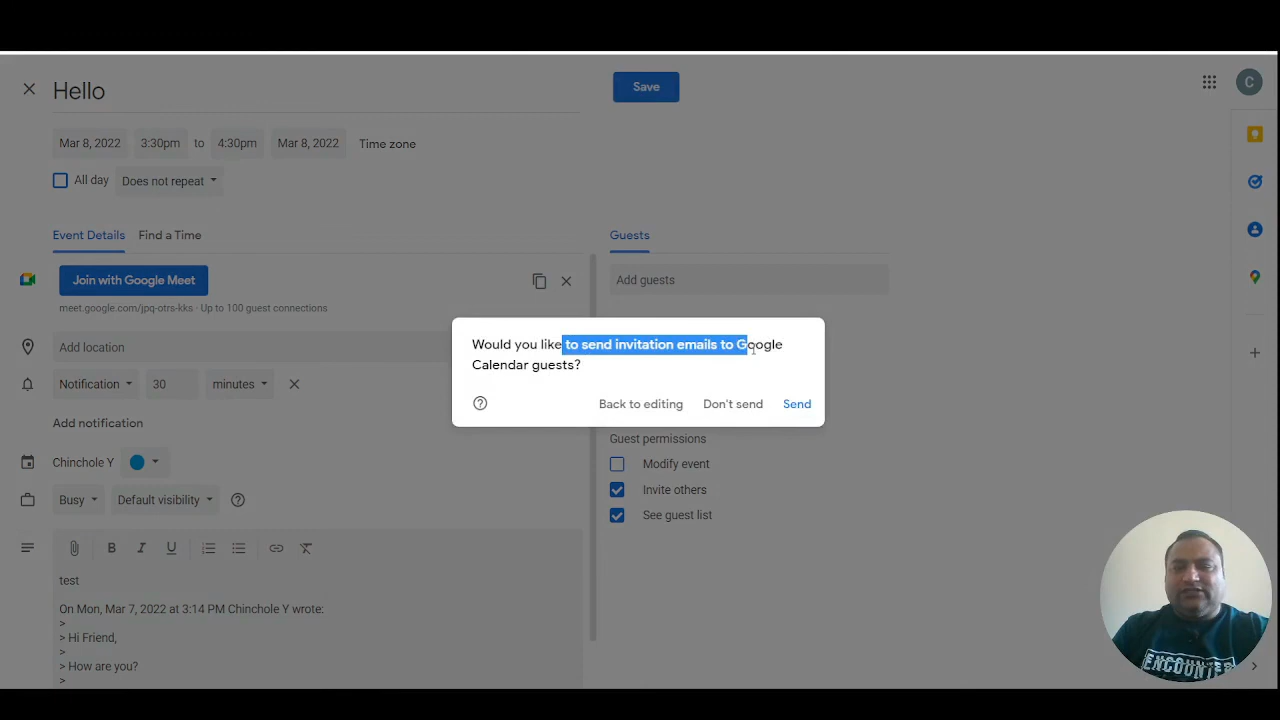 Hello
Save
C
Mar 8, 2022 3:30pm to 4:30pm Mar 8, 2022 Time zone
All day Does not repeat
Event Details Find a Time
Guests
Join with Google Meet
meet.google.com/jpq-otrs-kks · Up to 100 guest connections
Add guests
Add location
Would you like to send invitation emails to Google
Calendar guests?
Back to editing Don't send Send
Notification 30 minutes
Add notification
Guest permissions
Chinchole Y
Modify event
Busy Default visibility
Invite others
See guest list
B I U
test
On Mon, Mar 7, 2022 at 3:14 PM Chinchole Y wrote:
>
> Hi Friend,
>
> How are you?
>
ENCOUNTER